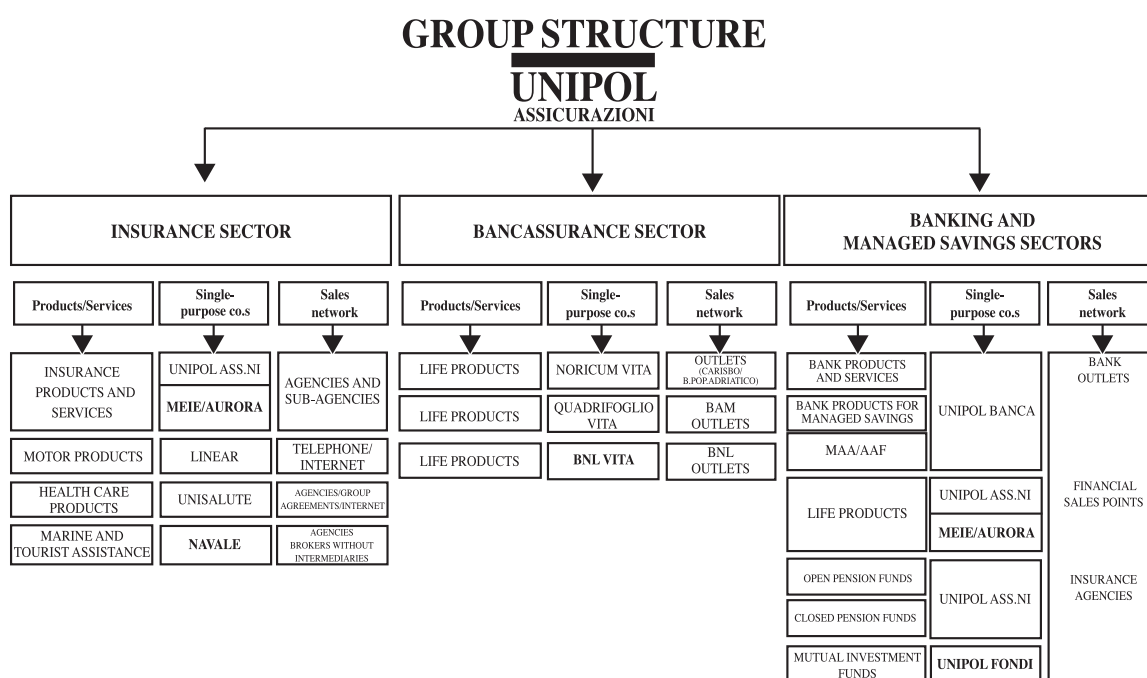 GROUP STRUCTURE
UNIPOL
ASSICURAZIONI
INSURANCE SECTOR
Products/Services
Single-
purpose co.s
Sales
network
INSURANCE
PRODUCTS AND
SERVICES
UNIPOL ASS.NI
MEIE/AURORA
AGENCIES AND
SUB-AGENCIES
MOTOR PRODUCTS
LINEAR
TELEPHONE/
INTERNET
HEALTH CARE
PRODUCTS
UNISALUTE
AGENCIES/GROUP
AGREEMENTS/INTERNET
MARINE AND
TOURIST ASSISTANCE
NAVALE
AGENCIES
BROKERS WITHOUT
INTERMEDIARIES
BANCASSURANCE SECTOR
Products/Services
Single-
purpose co.s
Sales
network
LIFE PRODUCTS
NORICUM VITA
OUTLETS
(CARISBO/
B.POP.ADRIATICO)
LIFE PRODUCTS
QUADRIFOGLIO
VITA
BAM
OUTLETS
LIFE PRODUCTS
BNL VITA
BNL
OUTLETS
BANKING AND
MANAGED SAVINGS SECTORS
Products/Services
Single-
purpose co.s
Sales
network
BANK PRODUCTS
AND SERVICES
BANK PRODUCTS FOR
MANAGED SAVINGS
MAA/AAF
UNIPOL BANCA
BANK
OUTLETS
LIFE PRODUCTS
UNIPOL ASS.NI
MEIE/AURORA
FINANCIAL
SALES POINTS
OPEN PENSION FUNDS
CLOSED PENSION FUNDS
UNIPOL ASS.NI
INSURANCE
AGENCIES
MUTUAL INVESTMENT
FUNDS
UNIPOL FONDI